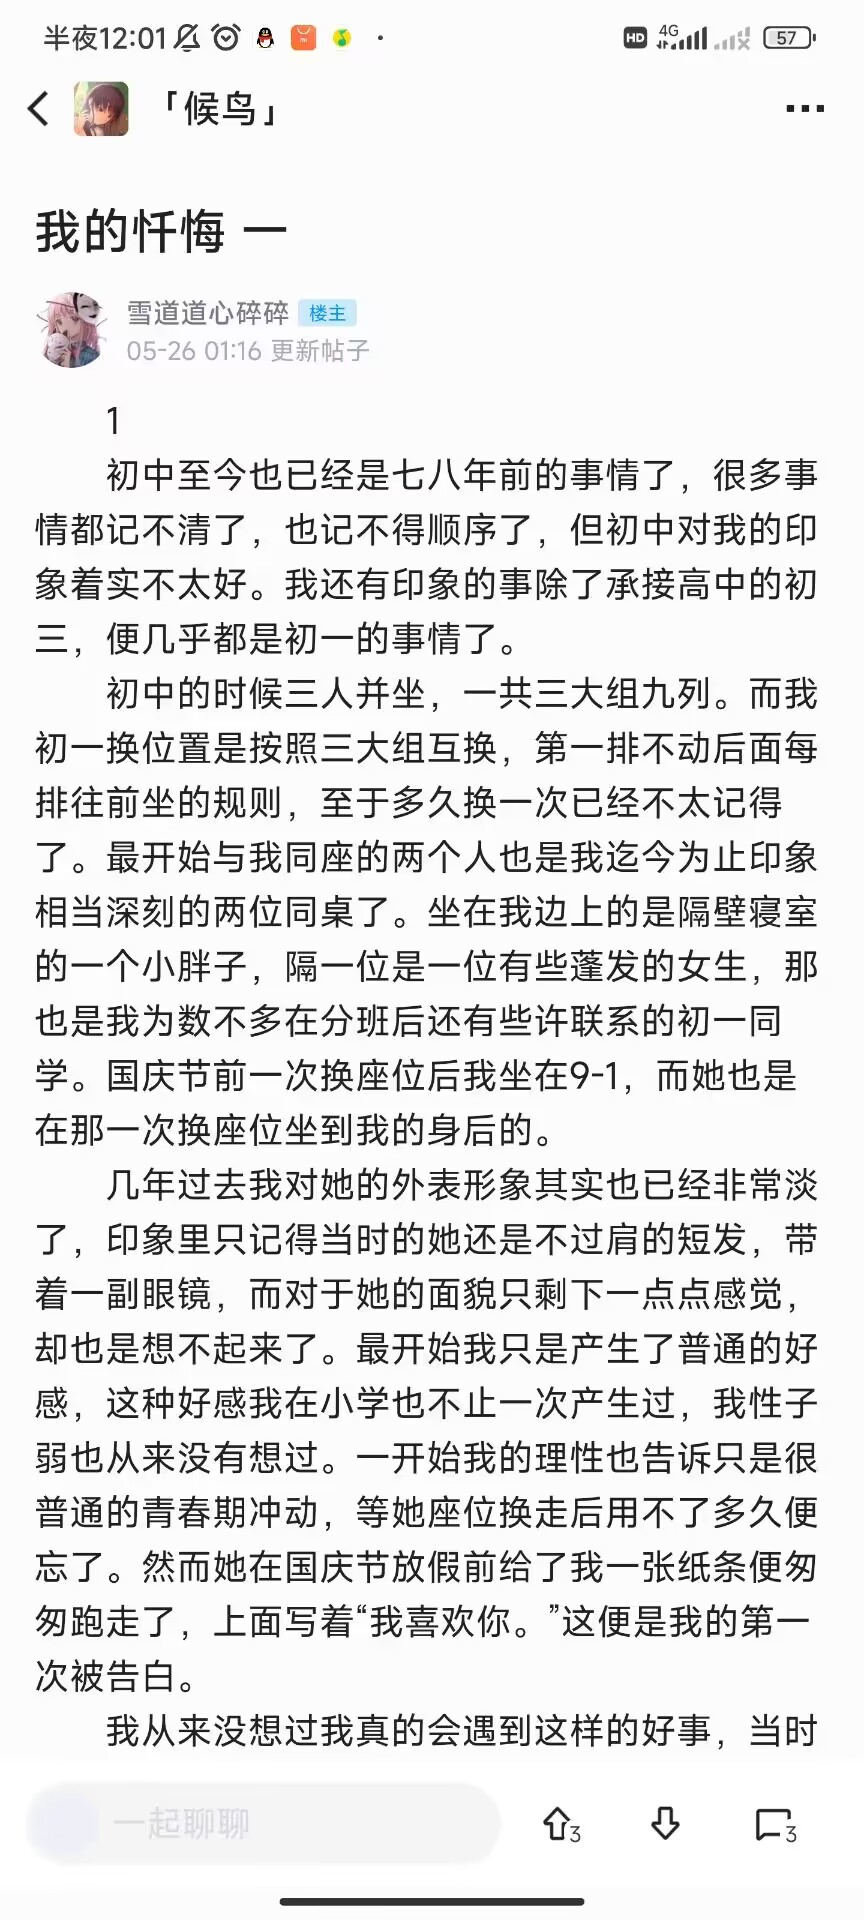 半夜12:01
HD 4G 57
「候鸟」
我的忏悔 一
雪道道心碎碎 楼主
05-26 01:16 更新帖子
1
初中至今也已经是七八年前的事情了，很多事
情都记不清了，也记不得顺序了，但初中对我的印
象着实不太好。我还有印象的事除了承接高中的初
三，便几乎都是初一的事情了。
初中的时候三人并坐，一共三大组九列。而我
初一换位置是按照三大组互换，第一排不动后面每
排往前坐的规则，至于多久换一次已经不太记得
了。最开始与我同座的两个人也是我迄今为止印象
相当深刻的两位同桌了。坐在我边上的是隔壁寝室
的一个小胖子，隔一位是一位有些蓬发的女生，那
也是我为数不多在分班后还有些许联系的初一同
学。国庆节前一次换座位后我坐在9-1，而她也是
在那一次换座位坐到我的身后的。
几年过去我对她的外表形象其实也已经非常淡
了，印象里只记得当时的她还是不过肩的短发，带
着一副眼镜，而对于她的面貌只剩下一点点感觉，
却也是想不起来了。最开始我只是产生了普通的好
感，这种好感我在小学也不止一次产生过，我性子
弱也从来没有想过。一开始我的理性也告诉只是很
普通的青春期冲动，等她座位换走后用不了多久便
忘了。然而她在国庆节放假前给了我一张纸条便匆
匆跑走了，上面写着“我喜欢你。”这便是我的第一
次被告白。
我从来没想过我真的会遇到这样的好事，当时
一起聊聊 3 3